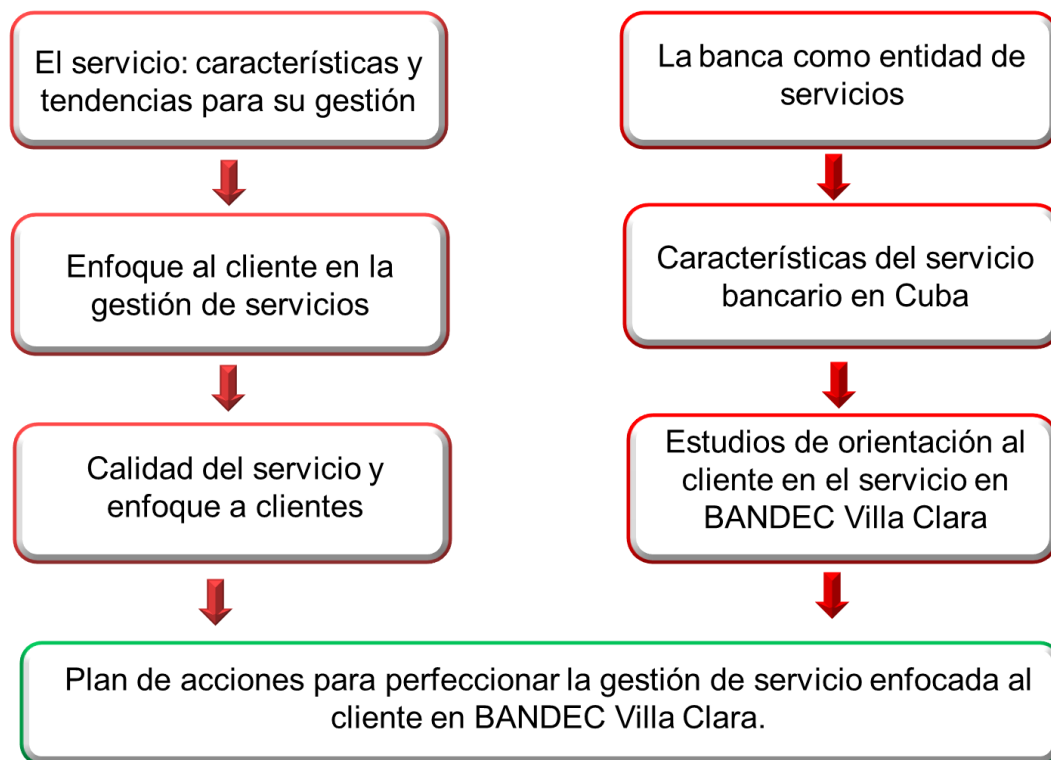 El servicio: características y
tendencias para su gestión
Enfoque al cliente en la
gestión de servicios
Calidad del servicio y
enfoque a clientes
La banca como entidad de
servicios
Características del servicio
bancario en Cuba
Estudios de orientación al
cliente en el servicio en
BANDEC Villa Clara
Plan de acciones para perfeccionar la gestión de servicio enfocada al
cliente en BANDEC Villa Clara.